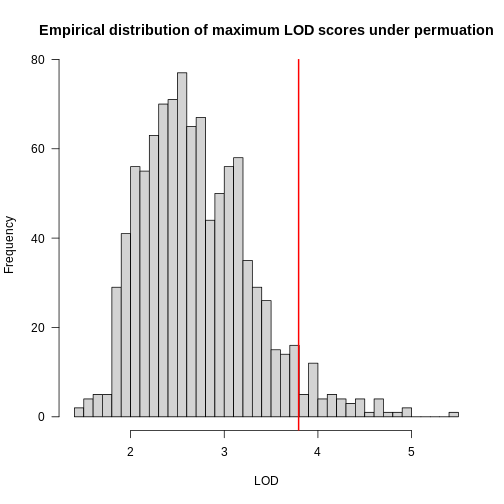 Empirical distribution of maximum LOD scores under permuation
80
60
40
20
0
Frequency
2 3 4 5
LOD